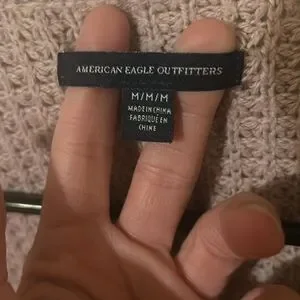 AMERICAN EAGLE OUTFITTERS
M/M/M
MADE IN CHINA
FABRIQUÉ EN
CHINE